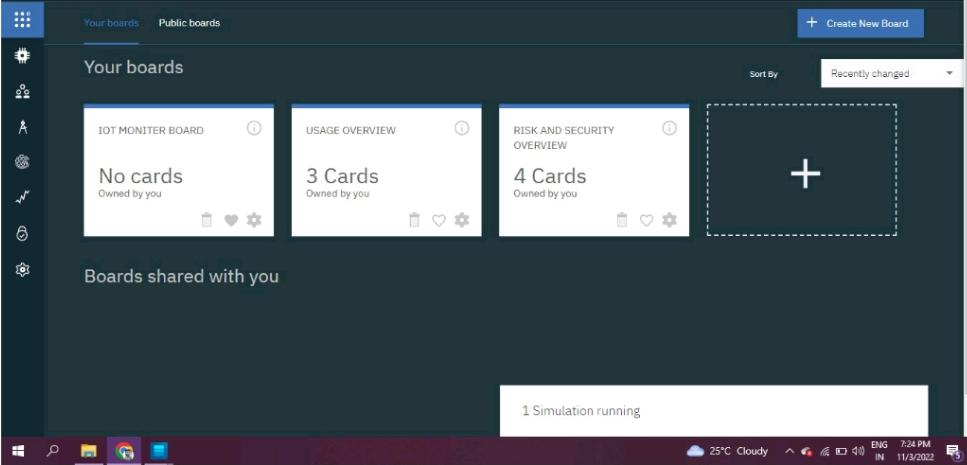 Your boards Public boards
+ Create New Board
Your boards
Sort By Recently changed
IOT MONITER BOARD
No cards
Owned by you
USAGE OVERVIEW
3 Cards
Owned by you
RISK AND SECURITY
OVERVIEW
4 Cards
Owned by you
Boards shared with you
1 Simulation running
25°C Cloudy
ENG
IN
7:24 PM
11/3/2022
5